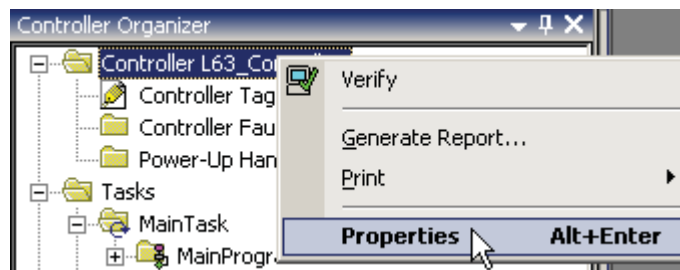 Controller Organizer
Controller L63_Co
Verify
Controller Tag
Controller Fau
Generate Report...
Power-Up Han
Print
Tasks
MainTask
Properties Alt+Enter
MainProgr